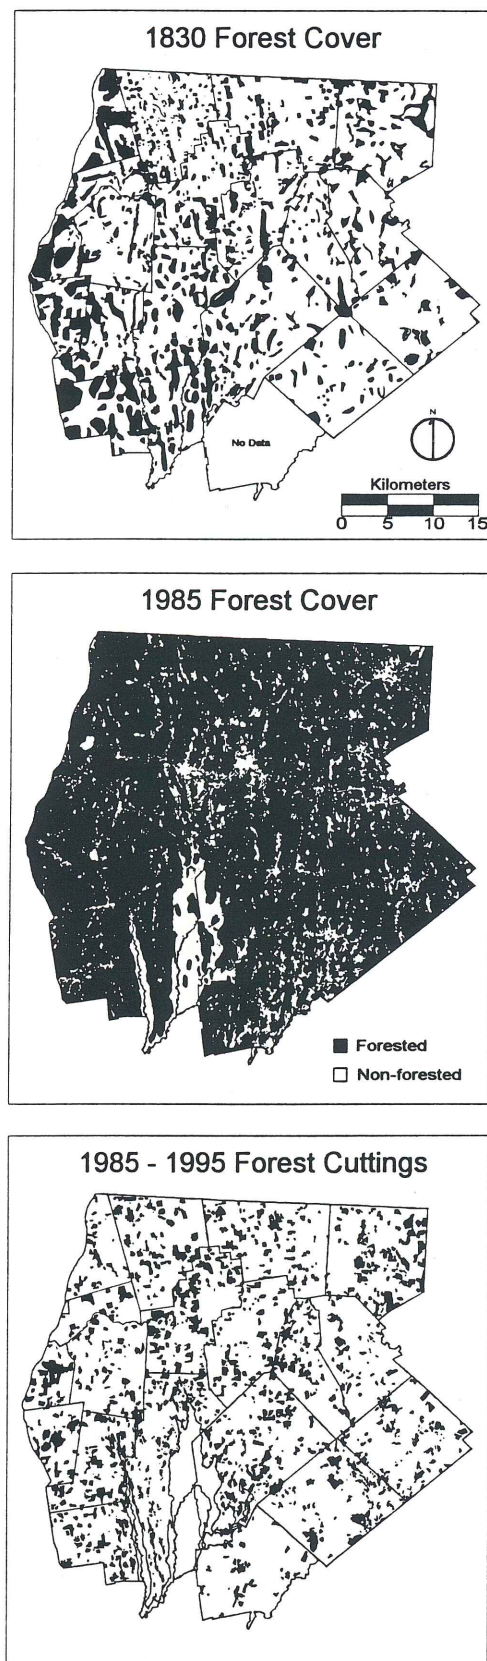 1830 Forest Cover
No Data
N
Kilometers
0 5 10 15
1985 Forest Cover
Forested
Non-forested
1985 - 1995 Forest Cuttings